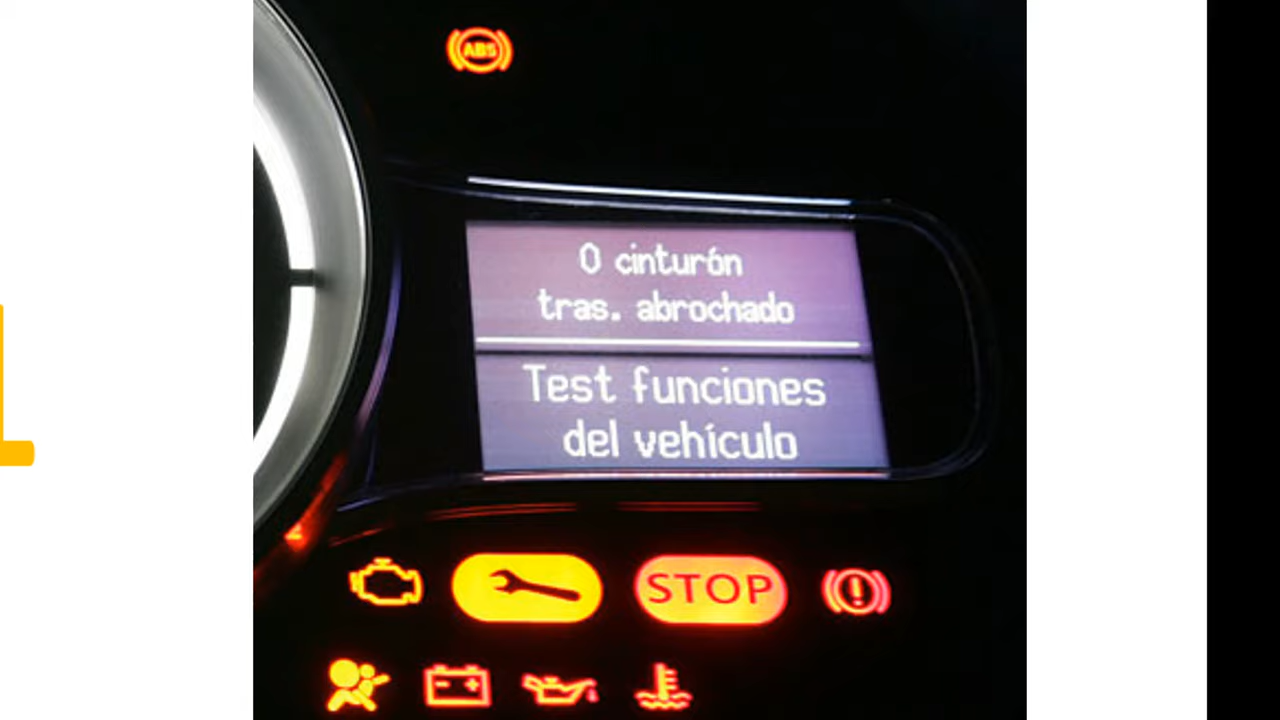 ABS
0 cinturón
tras. abrochado
Test funciones
del vehículo
STOP